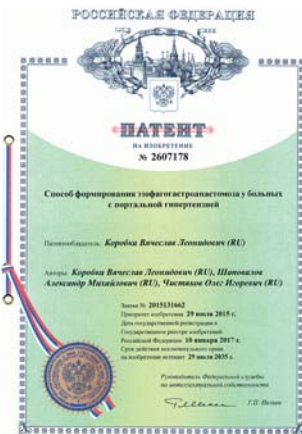 РОССИЙСКАЯ ФЕДЕРАЦИЯ
ПАТЕНТ
НА ИЗОБРЕТЕНИЕ
№ 2607178
Способ формирования эзофагогастроанастомоза у больных
с портальной гипертензией
Патентообладатель: Коробка Вячеслав Леонидович (RU)
Авторы: Коробка Вячеслав Леонидович (RU), Шаповалов
Александр Михайлович (RU), Чистяков Олег Игоревич (RU)
Заявка № 2015131662
Приоритет изобретения 29 июля 2015 г.
Дата государственной регистрации в
Государственном реестре изобретений
Российской Федерации 10 января 2017 г.
Срок действия исключительного права
на изобретение истекает 29 июля 2035 г.
Руководитель Федеральной службы
по интеллектуальной собственности
Г.П. Ивлиев